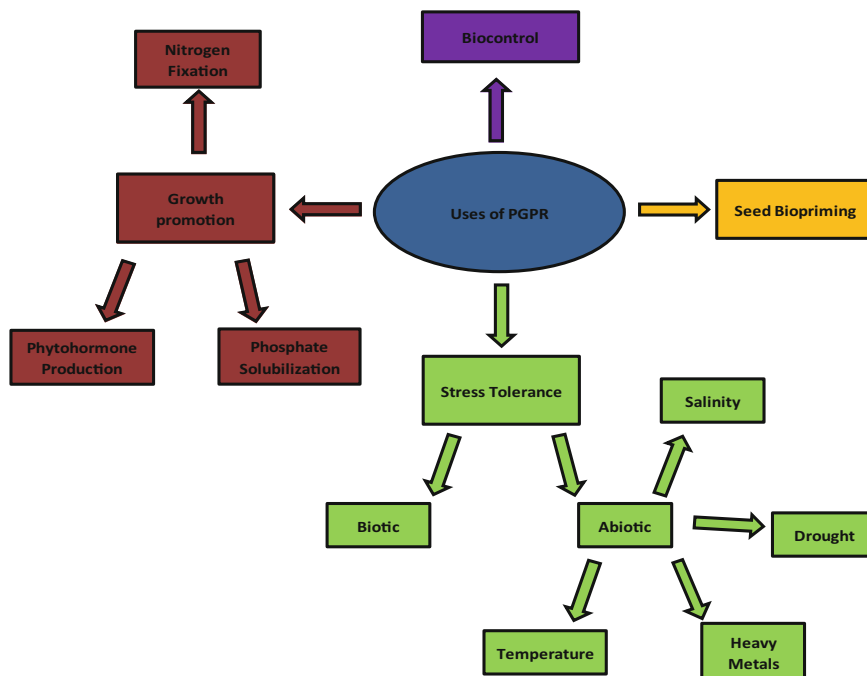 Nitrogen
Fixation
Biocontrol
Growth
promotion
Uses of PGPR
Seed Biopriming
Phytohormone
Production
Phosphate
Solubilization
Stress Tolerance
Salinity
Biotic
Abiotic
Drought
Temperature
Heavy
Metals